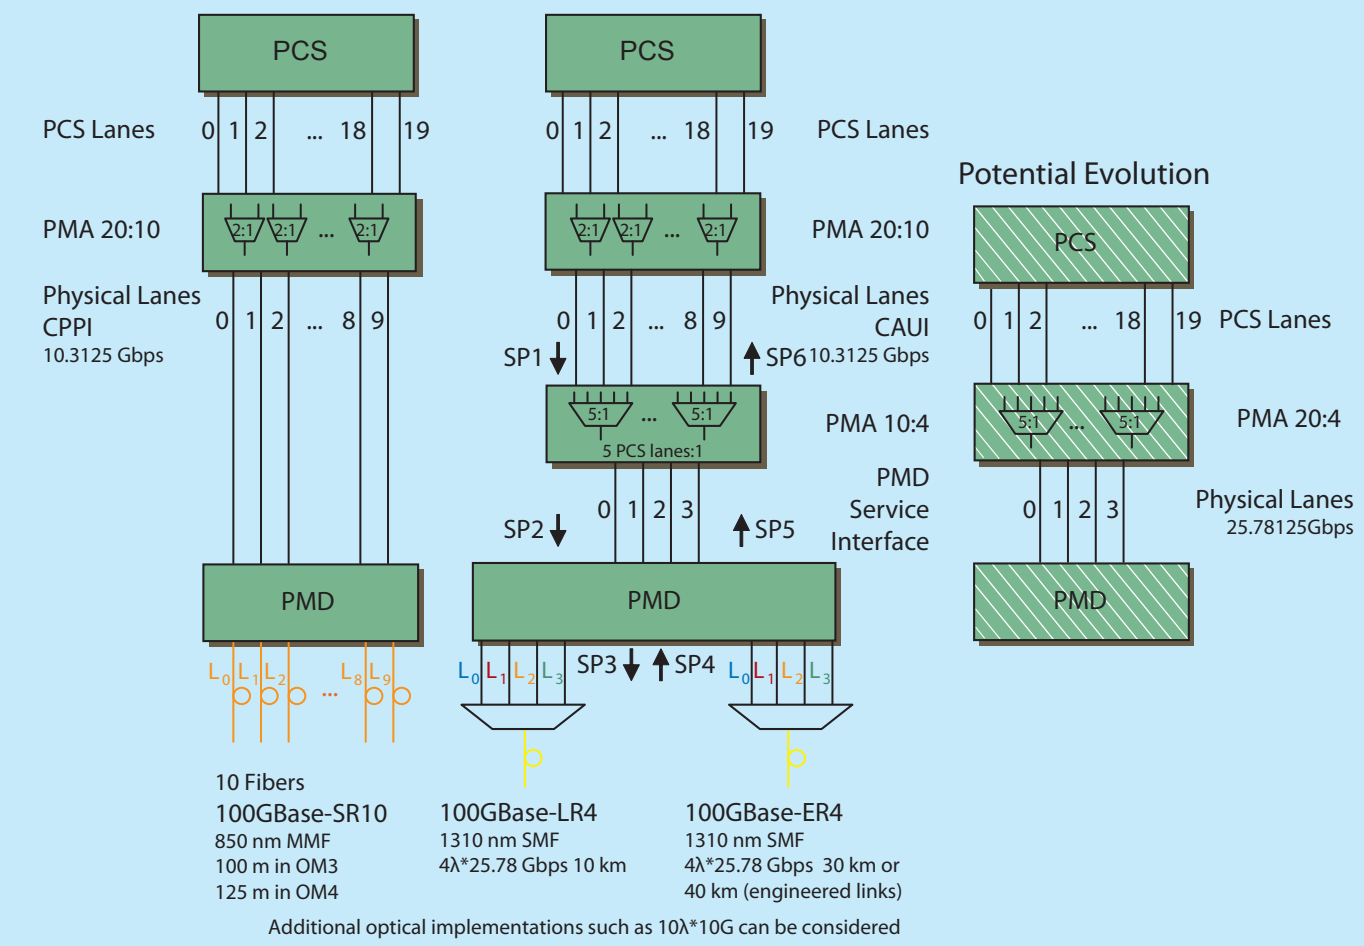 PCS
PCS Lanes
0 1 2 ... 18 19
PMA 20:10
2:1 2:1 ... 2:1
Physical Lanes
CPPI
10.3125 Gbps
0 1 2 ... 8 9
PMD
L0 L1 L2 ... L8 L9
10 Fibers
100GBase-SR10
850 nm MMF
100 m in OM3
125 m in OM4
PCS
0 1 2 ... 18 19
PCS Lanes
2:1 2:1 ... 2:1
PMA 20:10
Physical Lanes
CAUI
10.3125 Gbps
0 1 2 ... 8 9
SP1
SP6
5:1 ... 5:1
5 PCS lanes:1
PMA 10:4
PMD
Service
Interface
0 1 2 3
SP2
SP5
PMD
L0 L1 L2 L3
SP3 SP4
L0 L1 L2 L3
100GBase-LR4
1310 nm SMF
4λ*25.78 Gbps 10 km
100GBase-ER4
1310 nm SMF
4λ*25.78 Gbps 30 km or
40 km (engineered links)
Potential Evolution
PCS
0 1 2 ... 18 19
PCS Lanes
5:1 ... 5:1
PMA 20:4
0 1 2 3
Physical Lanes
25.78125Gbps
PMD
Additional optical implementations such as 10λ*10G can be considered